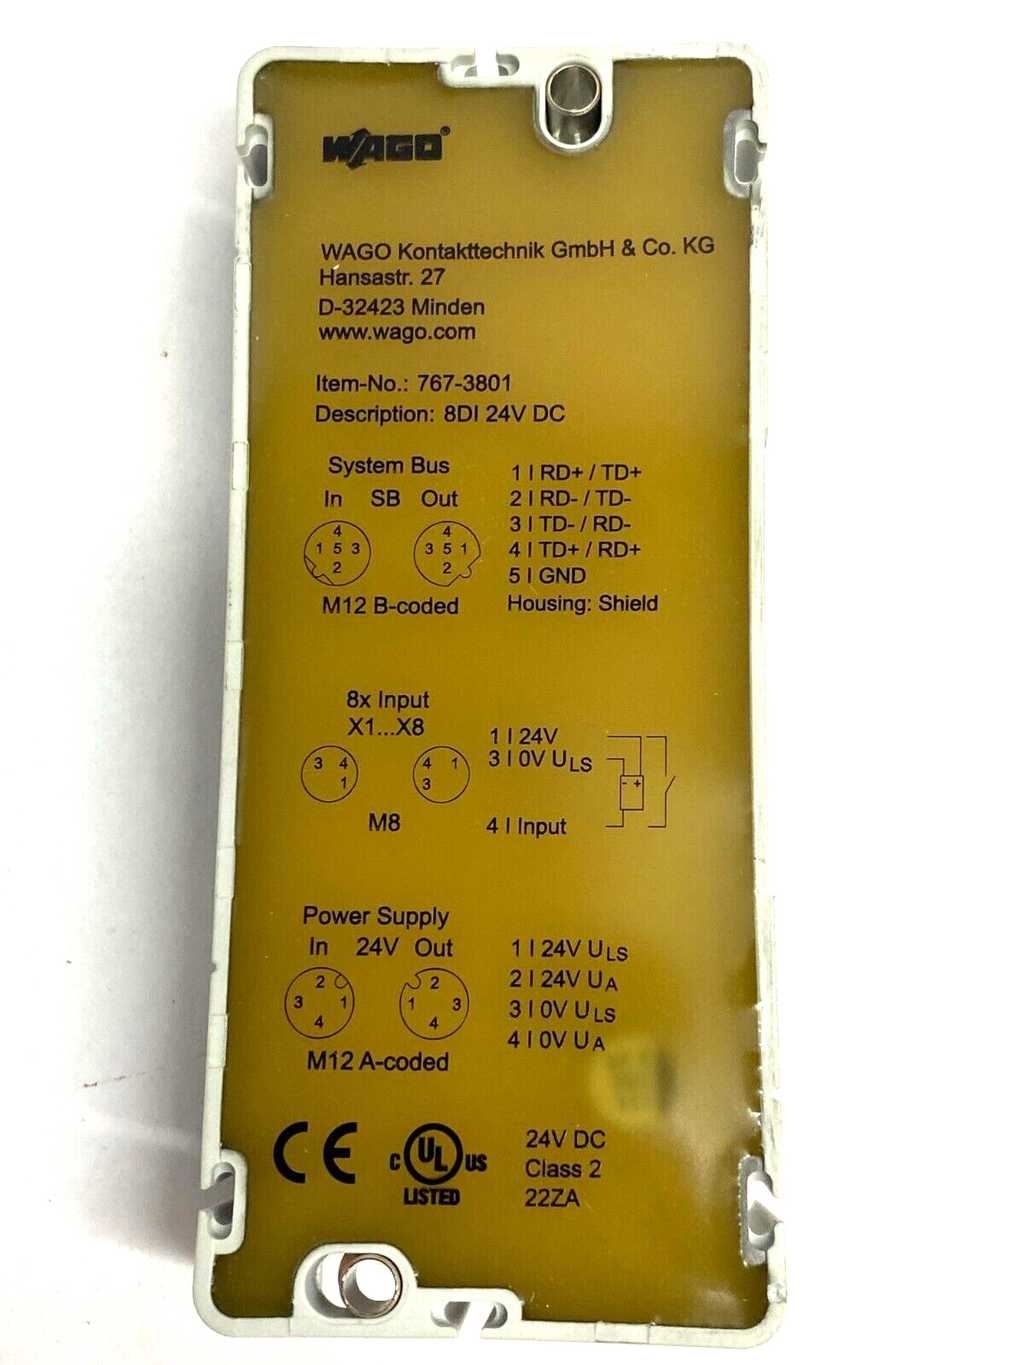 WAGO®
WAGO Kontakttechnik GmbH & Co. KG
Hansastr. 27
D-32423 Minden
www.wago.com
Item-No.: 767-3801
Description: 8DI 24V DC
System Bus
In SB Out
4
1 5 3
2
4
3 5 1
2
M12 B-coded
1 | RD+ / TD+
2 | RD- / TD-
3 | TD- / RD-
4 | TD+ / RD+
5 | GND
Housing: Shield
8x Input
X1...X8
3 4
1
4 1
3
M8
1 | 24V
3 | 0V ULS
- +
4 | Input
Power Supply
In 24V Out
2
3 1
4
2
1 3
4
M12 A-coded
1 | 24V ULS
2 | 24V UA
3 | 0V ULS
4 | 0V UA
CE
C UL US
LISTED
24V DC
Class 2
22ZA